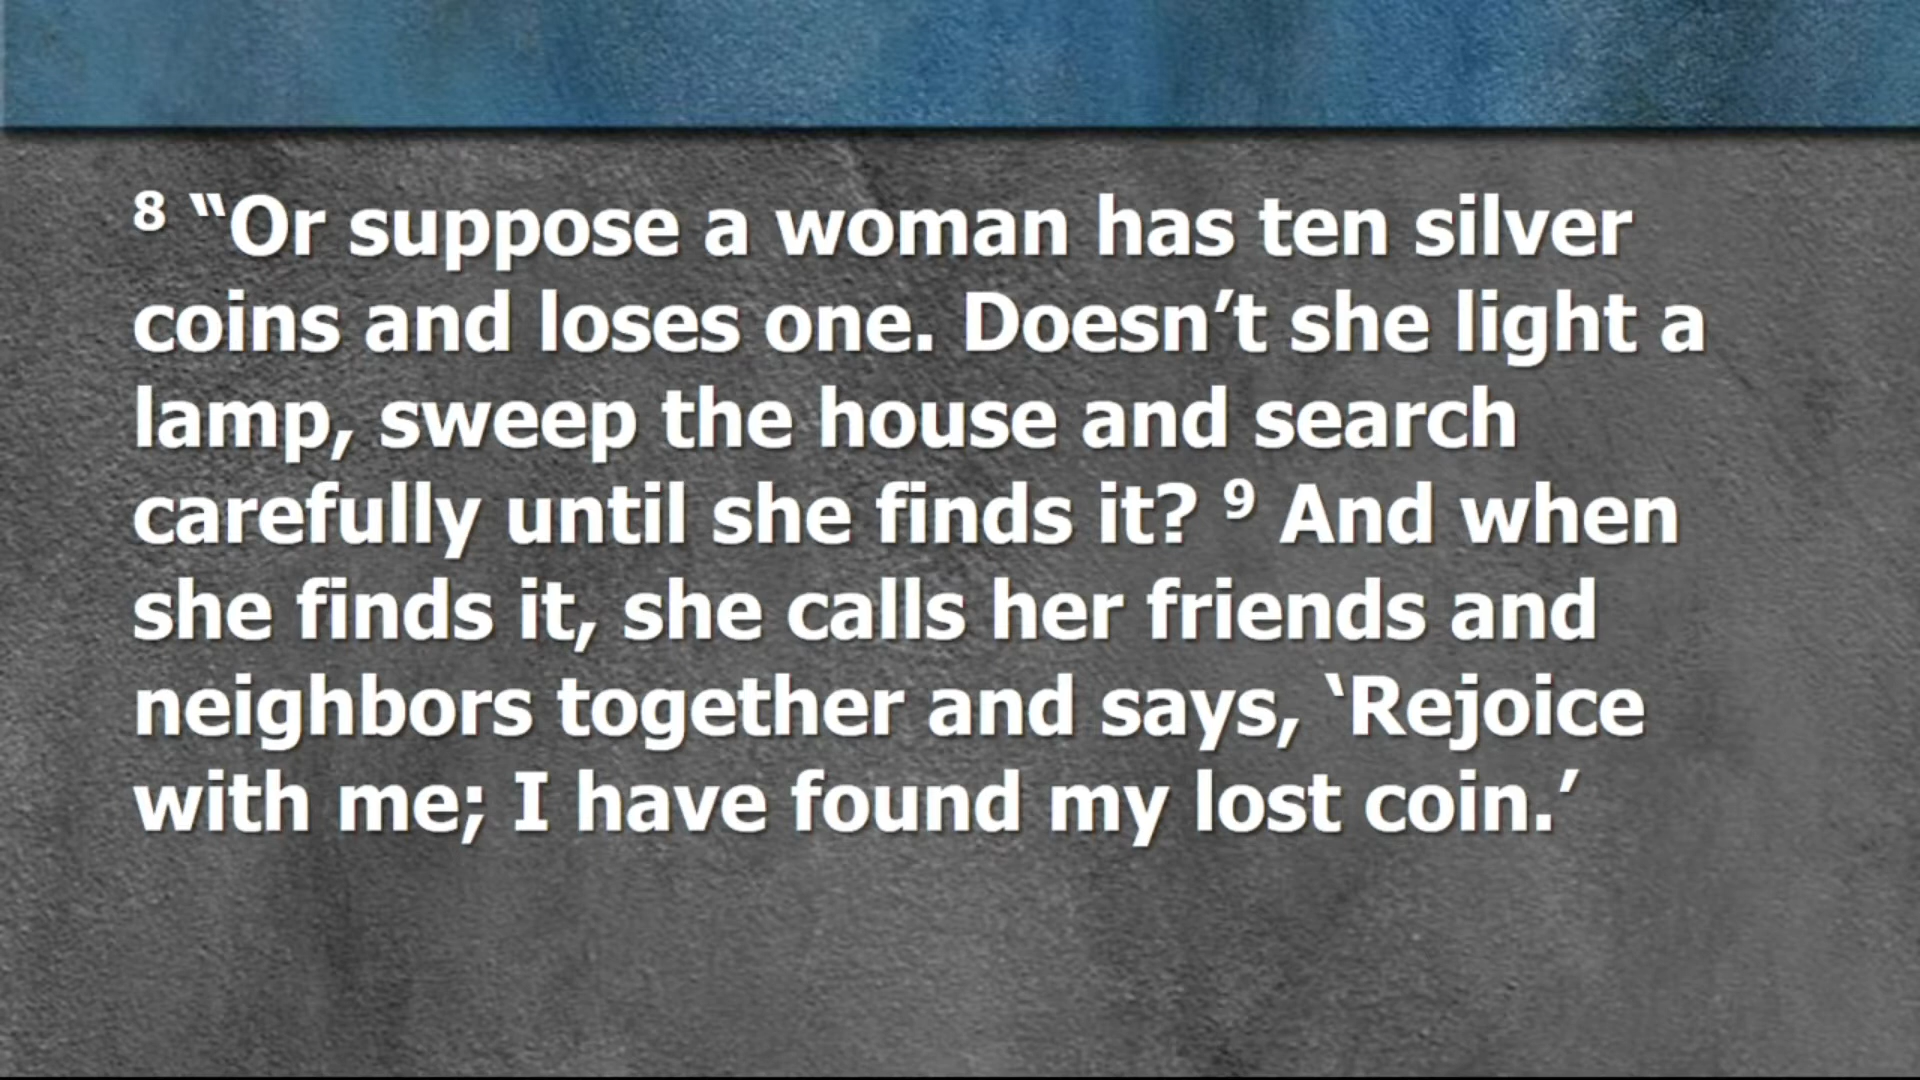 ⁸ “Or suppose a woman has ten silver
coins and loses one. Doesn’t she light a
lamp, sweep the house and search
carefully until she finds it? ⁹ And when
she finds it, she calls her friends and
neighbors together and says, ‘Rejoice
with me; I have found my lost coin.’